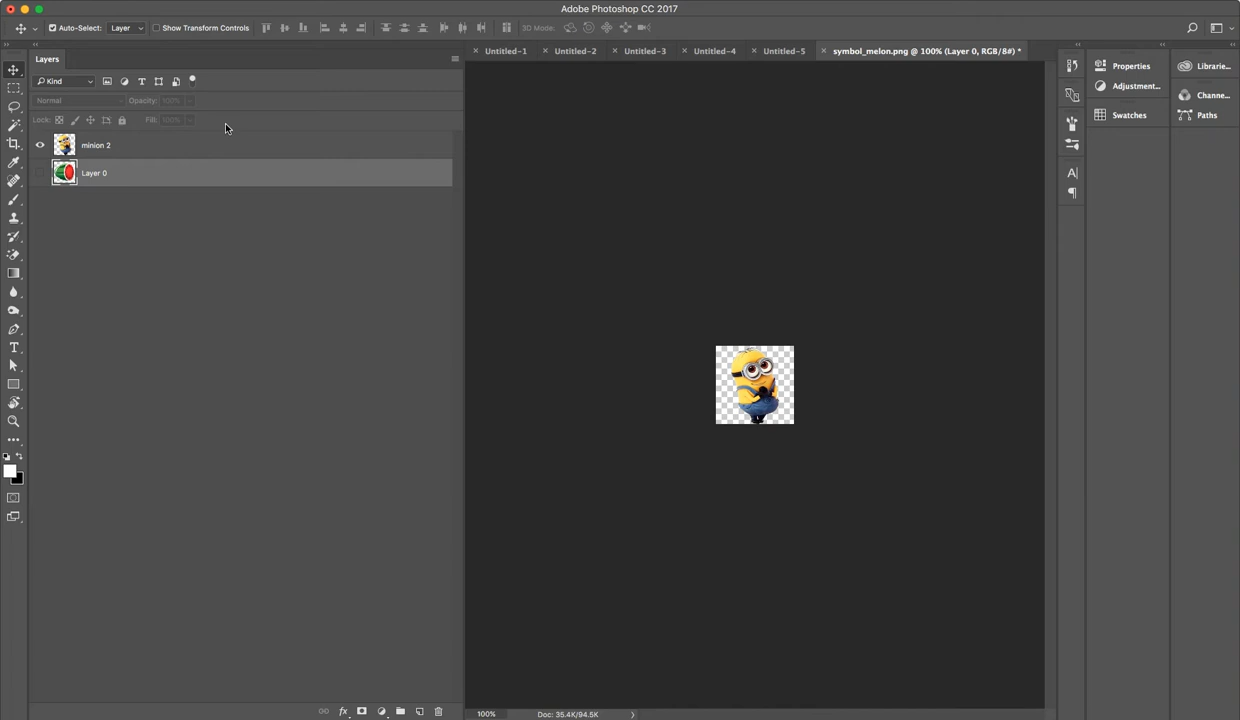 Adobe Photoshop CC 2017
Auto-Select: Layer Show Transform Controls 3D Mode:
Layers
Untitled-1 Untitled-2 Untitled-3 Untitled-4 Untitled-5 symbol_melon.png @ 100% (Layer 0, RGB/8#) *
Kind
Normal Opacity: 100%
Lock: Fill: 100%
minion 2
Layer 0
Properties
Adjustment...
Swatches
Librarie...
Channe...
Paths
100% Doc: 35.4K/94.5K